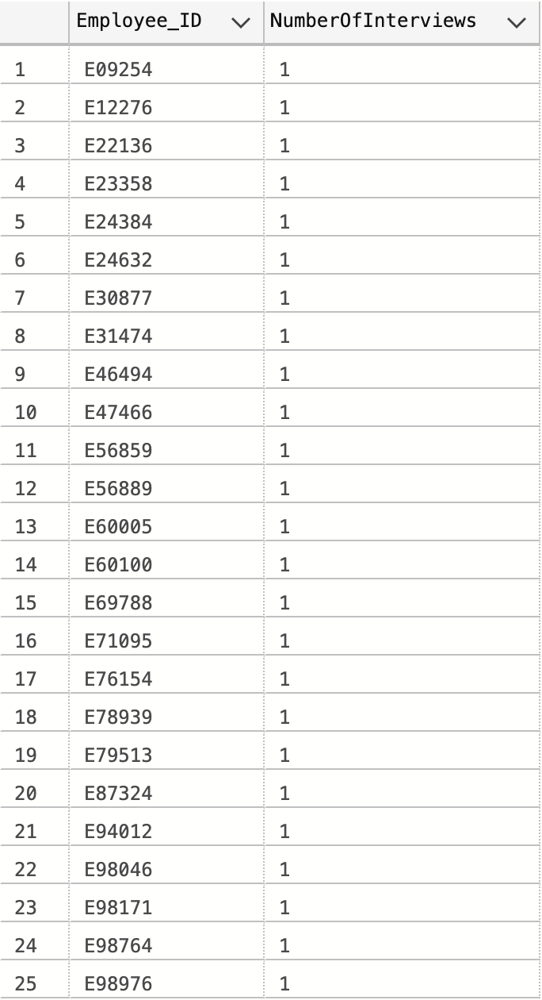 Employee_ID NumberOfInterviews
1 E09254 1
2 E12276 1
3 E22136 1
4 E23358 1
5 E24384 1
6 E24632 1
7 E30877 1
8 E31474 1
9 E46494 1
10 E47466 1
11 E56859 1
12 E56889 1
13 E60005 1
14 E60100 1
15 E69788 1
16 E71095 1
17 E76154 1
18 E78939 1
19 E79513 1
20 E87324 1
21 E94012 1
22 E98046 1
23 E98171 1
24 E98764 1
25 E98976 1